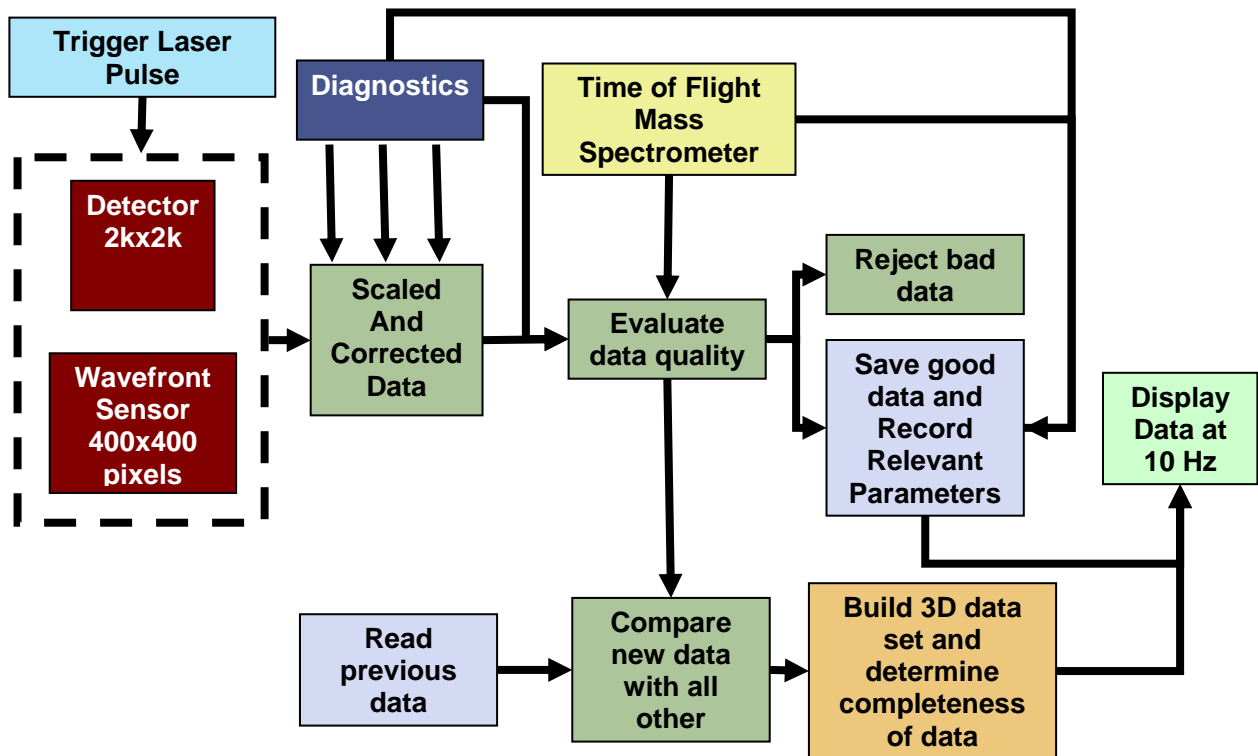 Trigger Laser
Pulse
Diagnostics
Time of Flight
Mass
Spectrometer
Detector
2kx2k
Wavefront
Sensor
400x400
pixels
Scaled
And
Corrected
Data
Evaluate
data quality
Reject bad
data
Save good
data and
Record
Relevant
Parameters
Display
Data at
10 Hz
Read
previous
data
Compare
new data
with all
other
Build 3D data
set and
determine
completeness
of data